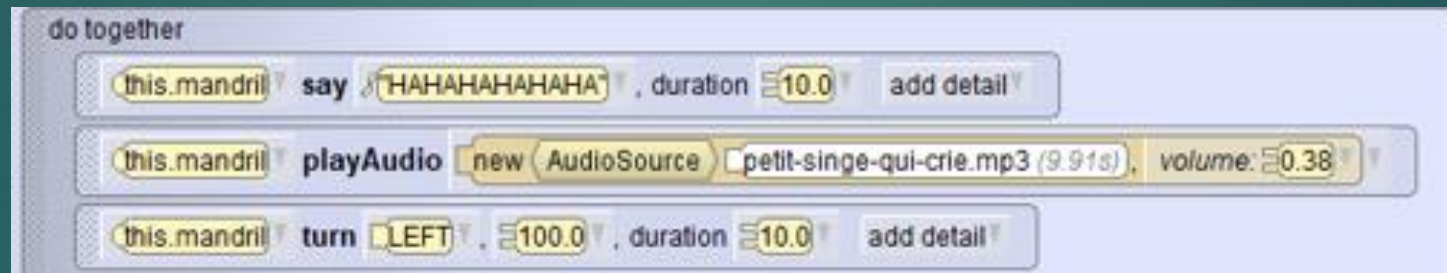 do together
this.mandril say "HAHAHAHAHAHA" , duration 10.0 add detail
this.mandril playAudio new AudioSource petit-singe-qui-crie.mp3 (9.91s), volume: 0.38
this.mandril turn LEFT , 100.0 , duration 10.0 add detail